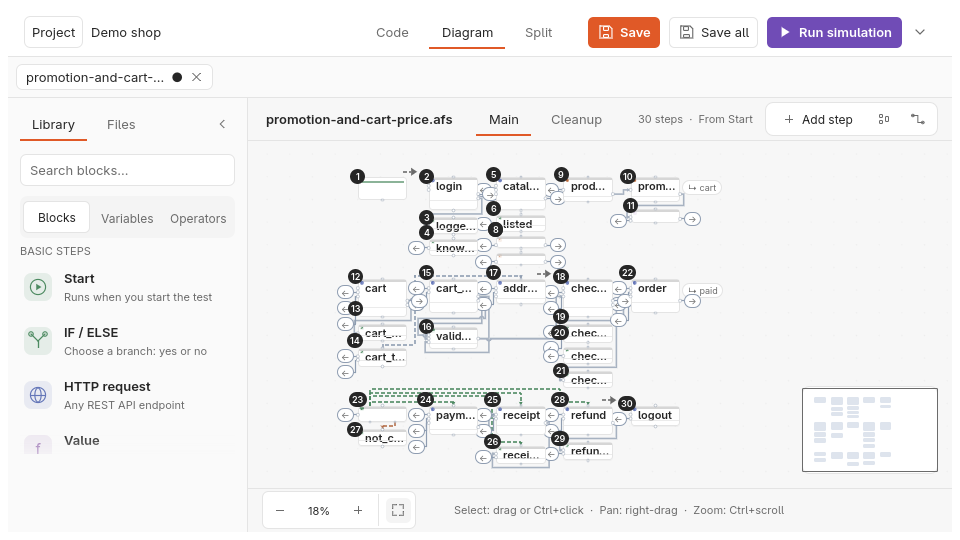 Project Demo shop Code Diagram Split Save Save all Run simulation
promotion-and-cart-...
Library Files
promotion-and-cart-price.afs Main Cleanup 30 steps · From Start Add step
Search blocks...
Blocks Variables Operators
BASIC STEPS
Start
Runs when you start the test
IF / ELSE
Choose a branch: yes or no
HTTP request
Any REST API endpoint
Value
f
1 2 5 9 10
login catal... prod... prom... ↳ cart
6 11
3 logge... 8 listed
4
know...
12 15 17 18 22
cart cart_... addr... chec... order ↳ paid
13 19
16 20
cart_... valid... chec...
14
cart_t... chec...
21
chec...
23 24 25 28 30
paym... receipt refund logout
27 29
not_c... 26
recei... refun...
18% Select: drag or Ctrl+click · Pan: right-drag · Zoom: Ctrl+scroll